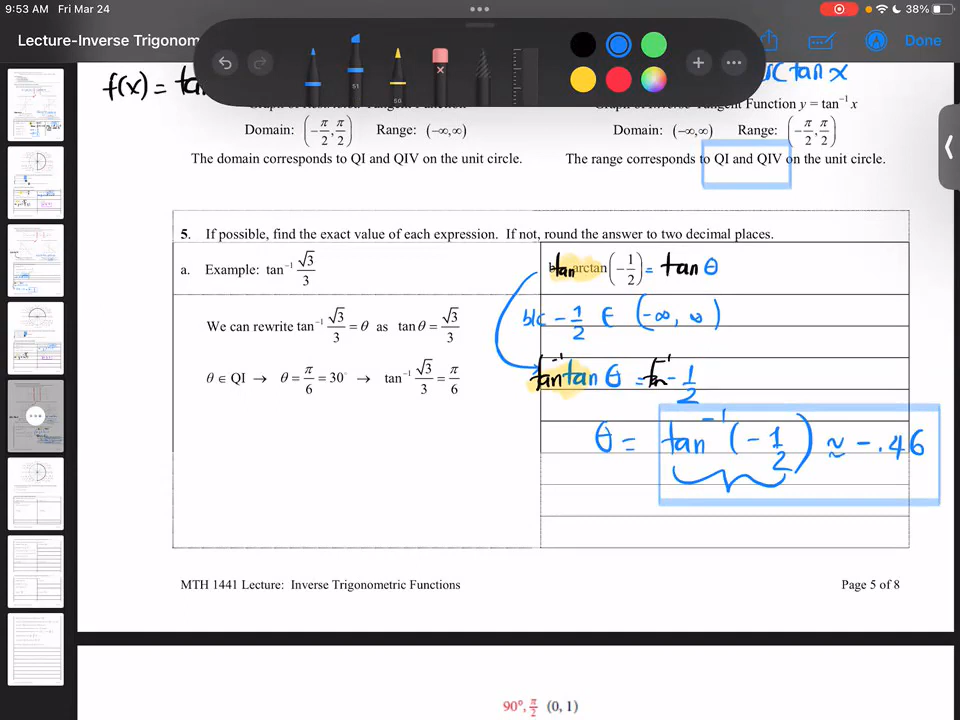 9:53 AM Fri Mar 24 38%
Lecture-Inverse Trigonom
Done
f(x) = ta
tan x
Function y = tan⁻¹ x
Domain: (−π/2, π/2) Range: (−∞,∞)
Domain: (−∞,∞) Range: (−π/2, π/2)
The domain corresponds to QI and QIV on the unit circle.
The range corresponds to QI and QIV on the unit circle.
5. If possible, find the exact value of each expression. If not, round the answer to two decimal places.
a. Example: tan⁻¹ √3/3
We can rewrite tan⁻¹ √3/3 = θ as tan θ = √3/3
θ ∈ QI → θ = π/6 = 30° → tan⁻¹ √3/3 = π/6
tan arctan(−1/2) = tan θ
b/c −1/2 ∈ (−∞, ∞)
tan⁻¹ tan θ = tan⁻¹ −1/2
θ = tan⁻¹(−1/2) ≈ −.46
MTH 1441 Lecture: Inverse Trigonometric Functions
Page 5 of 8
90°, π/2 (0, 1)